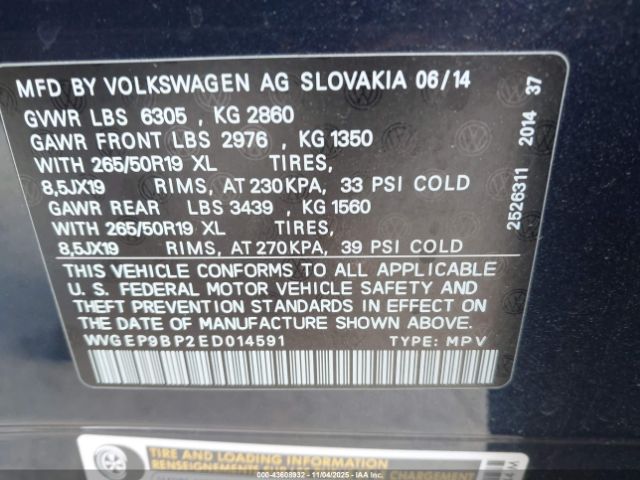 MFD BY VOLKSWAGEN AG SLOVAKIA 06/14
GVWR LBS 6305 , KG 2860
GAWR FRONT LBS 2976 , KG 1350
WITH 265/50R19 XL TIRES,
8,5JX19 RIMS, AT 230KPA, 33 PSI COLD
GAWR REAR LBS 3439 , KG 1560
WITH 265/50R19 XL TIRES,
8,5JX19 RIMS, AT 270KPA, 39 PSI COLD
THIS VEHICLE CONFORMS TO ALL APPLICABLE
U. S. FEDERAL MOTOR VEHICLE SAFETY AND
THEFT PREVENTION STANDARDS IN EFFECT ON
THE DATE OF MANUFACTURE SHOWN ABOVE.
WVGEP9BP2ED014591 TYPE: MPV
2526311 2014 37
TIRE AND LOADING INFORMATION
RENSEIGNEMENTS SUR LES
000-43608932 - 11/04/2025 - IAA Inc.